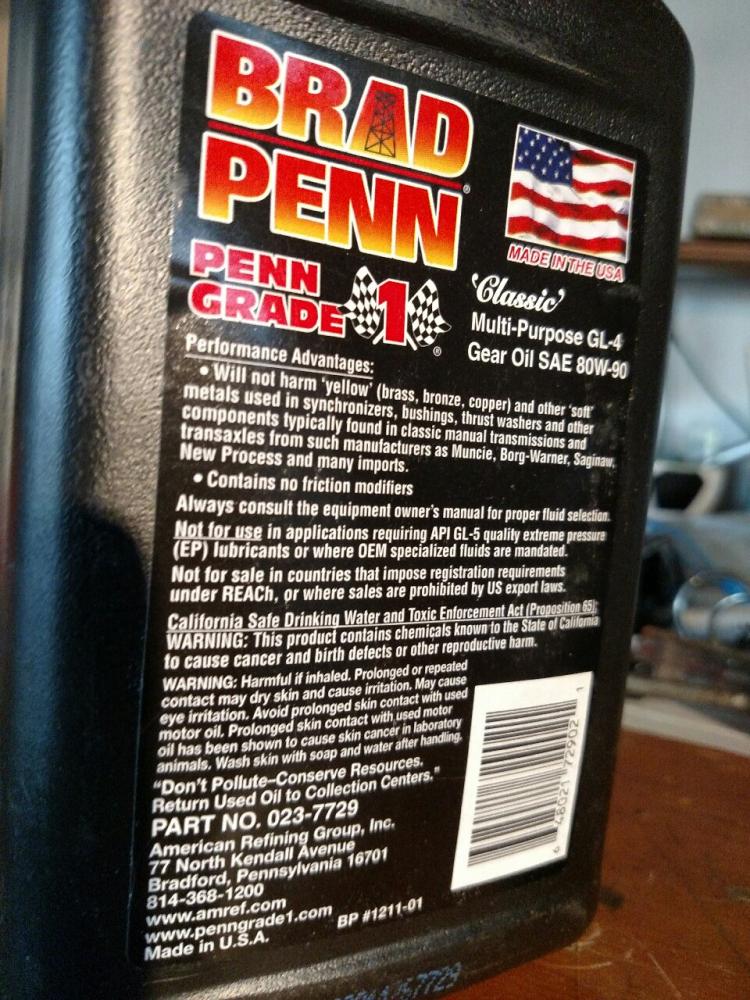 BRAD
PENN®
MADE IN THE USA
PENN
GRADE 1®
'Classic'
Multi-Purpose GL-4
Gear Oil SAE 80W-90
Performance Advantages:
• Will not harm 'yellow' (brass, bronze, copper) and other 'soft'
metals used in synchronizers, bushings, thrust washers and other
components typically found in classic manual transmissions and
transaxles from such manufacturers as Muncie, Borg-Warner, Saginaw,
New Process and many imports.
• Contains no friction modifiers
Always consult the equipment owner's manual for proper fluid selection.
Not for use in applications requiring API GL-5 quality extreme pressure
(EP) lubricants or where OEM specialized fluids are mandated.
Not for sale in countries that impose registration requirements
under REACh, or where sales are prohibited by US export laws.
California Safe Drinking Water and Toxic Enforcement Act (Proposition 65);
WARNING: This product contains chemicals known to the State of California
to cause cancer and birth defects or other reproductive harm.
WARNING: Harmful if inhaled. Prolonged or repeated
contact may dry skin and cause irritation. May cause
eye irritation. Avoid prolonged skin contact with used
motor oil. Prolonged skin contact with used motor
oil has been shown to cause skin cancer in laboratory
animals. Wash skin with soap and water after handling.
"Don't Pollute–Conserve Resources.
Return Used Oil to Collection Centers."
PART NO. 023-7729
American Refining Group, Inc.
77 North Kendall Avenue
Bradford, Pennsylvania 16701
814-368-1200
www.amref.com
www.penngrade1.com
BP #1211-01
Made in U.S.A.
6 48021 72902 1